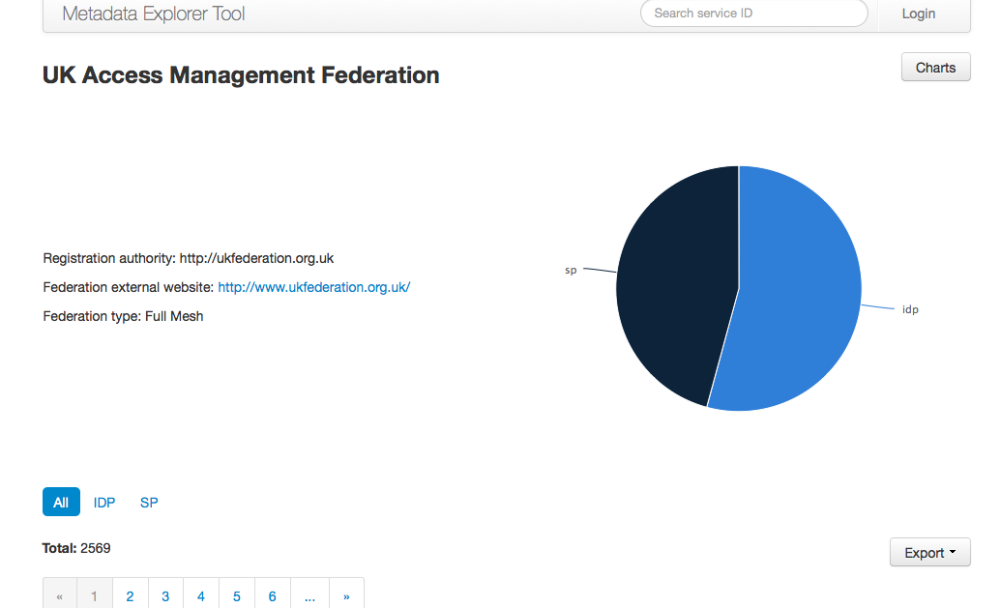 Metadata Explorer Tool
Search service ID
Login
UK Access Management Federation
Charts
Registration authority: http://ukfederation.org.uk
Federation external website: http://www.ukfederation.org.uk/
Federation type: Full Mesh
sp
idp
All IDP SP
Total: 2569
Export
« 1 2 3 4 5 6 ... »